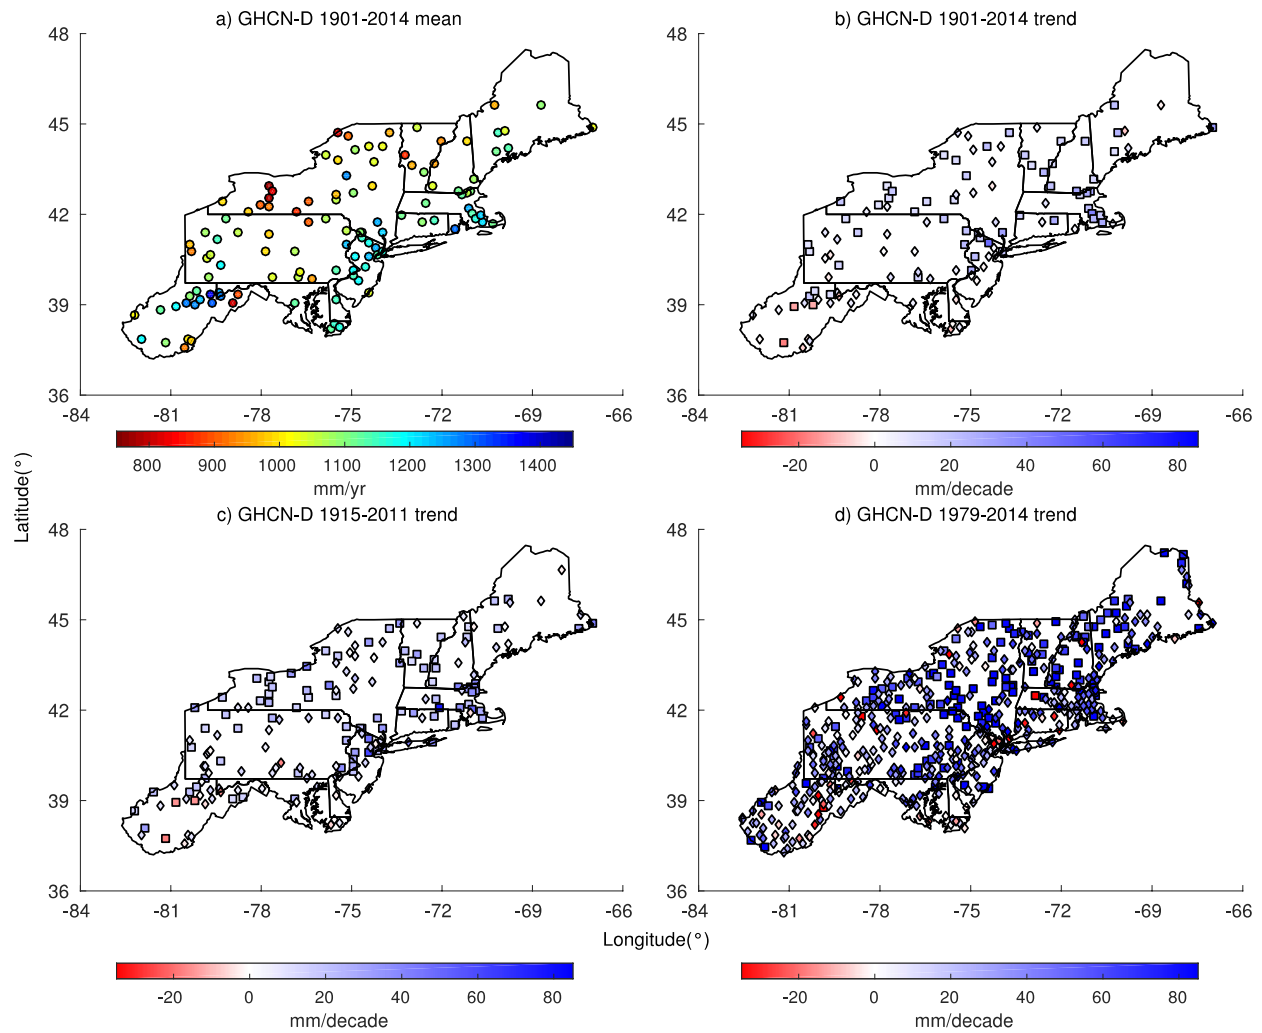 a) GHCN-D 1901-2014 mean
b) GHCN-D 1901-2014 trend
48
45
42
39
36
-84 -81 -78 -75 -72 -69 -66
800 900 1000 1100 1200 1300 1400
mm/yr
48
45
42
39
36
-84 -81 -78 -75 -72 -69 -66
-20 0 20 40 60 80
mm/decade
Latitude(°)
c) GHCN-D 1915-2011 trend
d) GHCN-D 1979-2014 trend
48
45
42
39
36
-84 -81 -78 -75 -72 -69 -66
48
45
42
39
36
-84 -81 -78 -75 -72 -69 -66
Longitude(°)
-20 0 20 40 60 80
mm/decade
-20 0 20 40 60 80
mm/decade